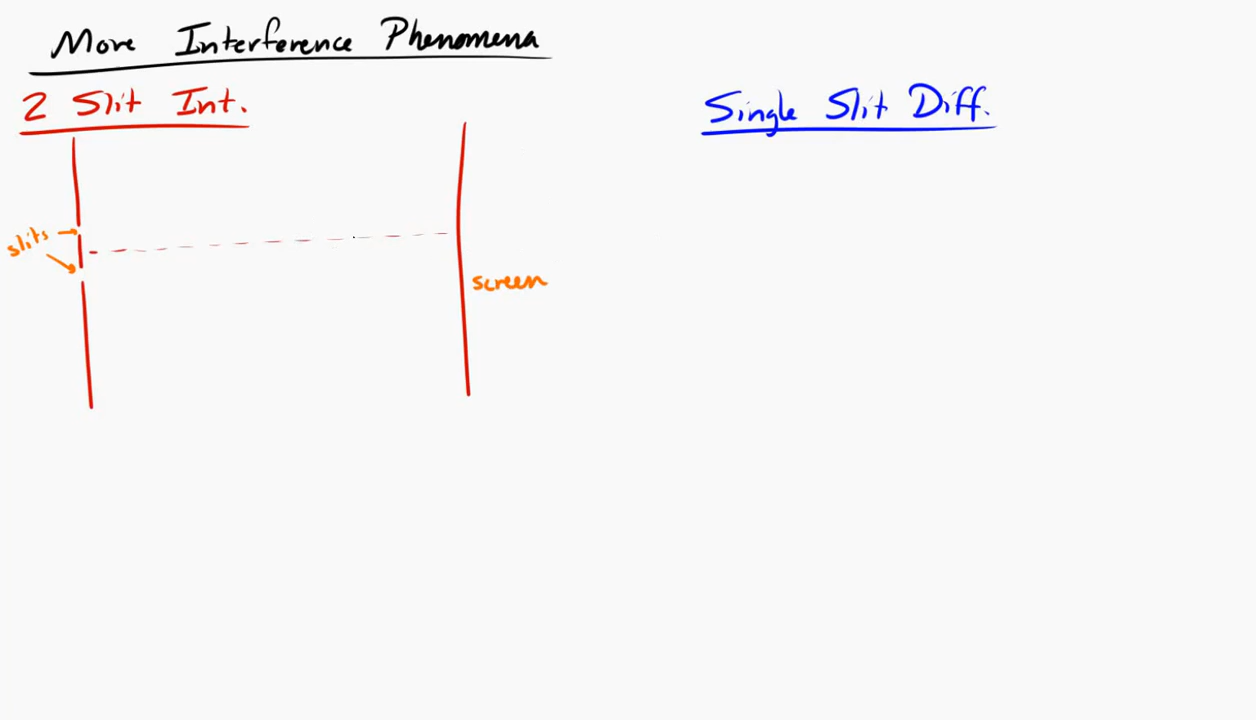 More Interference Phenomena
2 Slit Int.
Single Slit Diff.
slits
screen